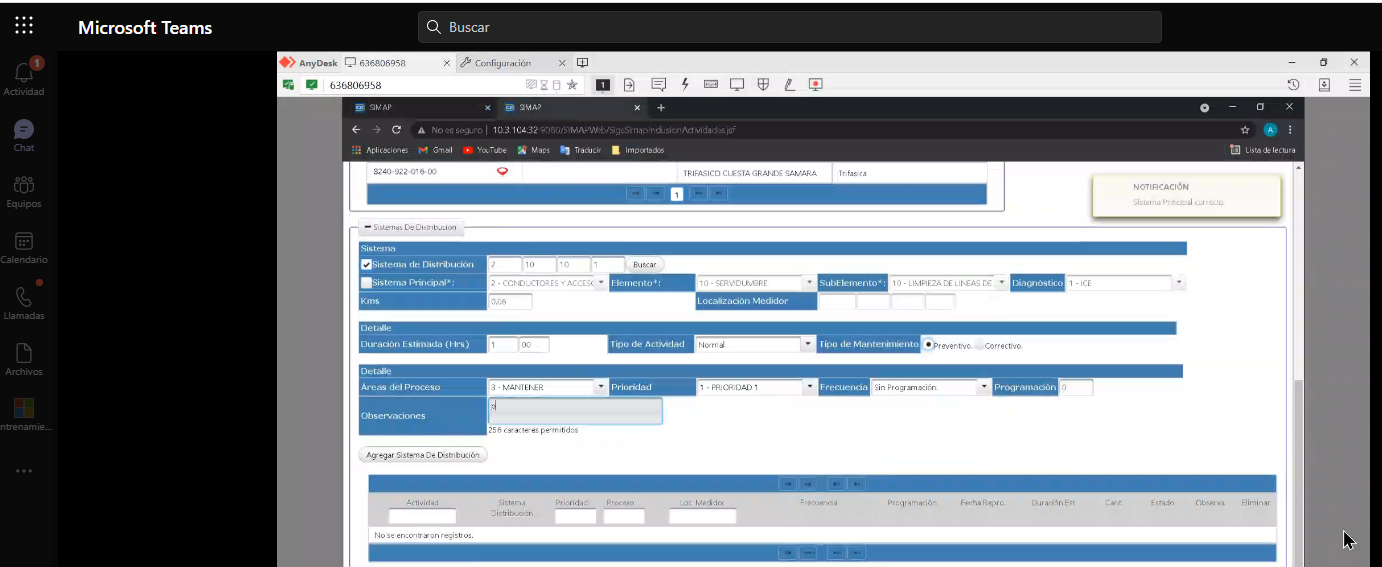 Microsoft Teams
Buscar
1
Actividad
Chat
Equipos
Calendario
Llamadas
Archivos
ntrenamie...
AnyDesk 636806958 Configuración
636806958 1
SIMAP SIMAP
No es seguro | 10.3.104.32:9080/SIMAPWeb/SigeSimapInclusionActividades.jsf
Aplicaciones Gmail YouTube Maps Traducir Importados Lista de lectura
8240-922-016-00 TRIFASICO CUESTA GRANDE SAMARA Trifasica
1
NOTIFICACIÓN
Sistema Principal correcto.
Sistemas De Distribución
Sistema
Sistema de Distribución 2 10 10 1 Buscar
Sistema Principal*: 2 - CONDUCTORES Y ACCESO Elemento*: 10 - SERVIDUMBRE SubElemento*: 10 - LIMPIEZA DE LINEAS DE Diagnóstico 1 - ICE
Kms 0,06 Localización Medidor
Detalle
Duración Estimada (Hrs) 1 00 Tipo de Actividad Normal Tipo de Mantenimiento Preventivo Correctivo
Detalle
Áreas del Proceso 3 - MANTENER Prioridad 1 - PRIORIDAD 1 Frecuencia Sin Programación Programación 0
Observaciones
256 caracteres permitidos
Agregar Sistema De Distribución
Actividad Sistema Distribución Prioridad Proceso Loc. Medidor Frecuencia Programación Fecha Repro. Duración Est. Cant. Estado Observa. Eliminar
No se encontraron registros.